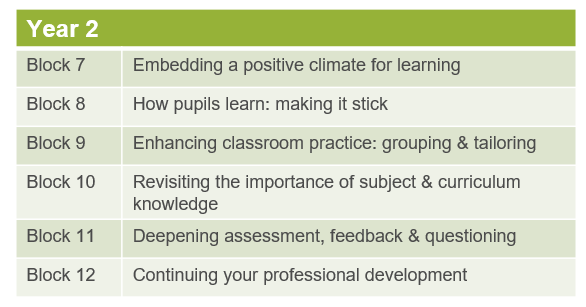 Year 2
Block 7 Embedding a positive climate for learning
Block 8 How pupils learn: making it stick
Block 9 Enhancing classroom practice: grouping & tailoring
Block 10 Revisiting the importance of subject & curriculum
knowledge
Block 11 Deepening assessment, feedback & questioning
Block 12 Continuing your professional development